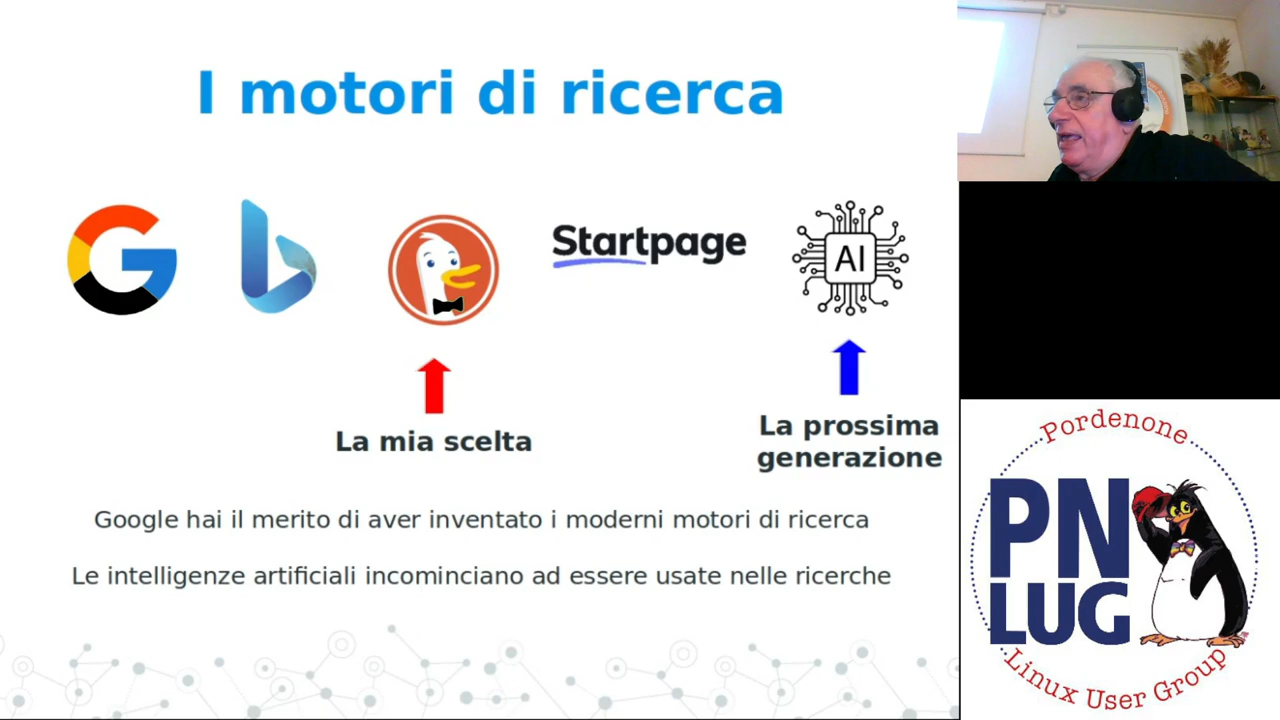 I motori di ricerca
Startpage
AI
La mia scelta
La prossima
generazione
Google hai il merito di aver inventato i moderni motori di ricerca
Le intelligenze artificiali incominciano ad essere usate nelle ricerche
Pordenone
PN
LUG
Linux User Group